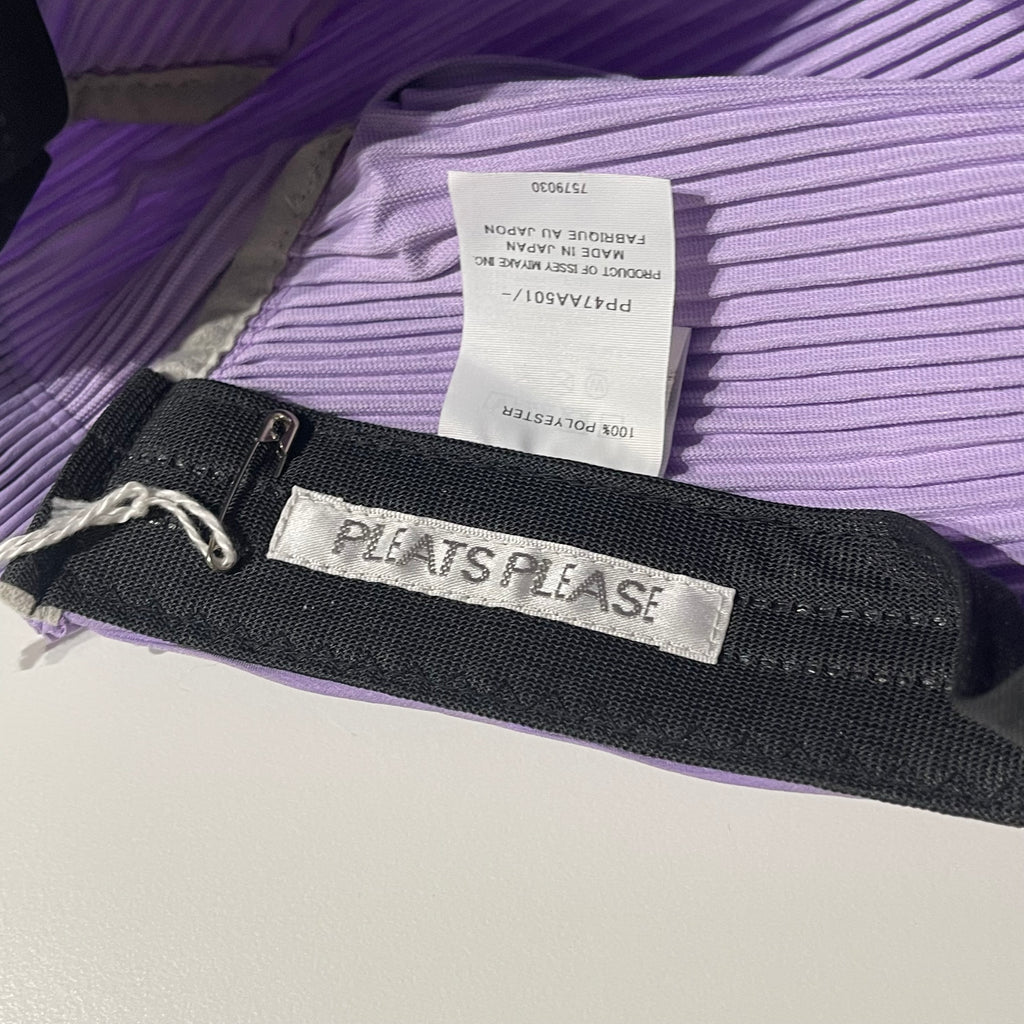 PLEATS PLEASE
100% POLYESTER
PP47AA501/-
PRODUCT OF ISSEY MIYAKE INC.
MADE IN JAPAN
FABRIQUE AU JAPON
7579030